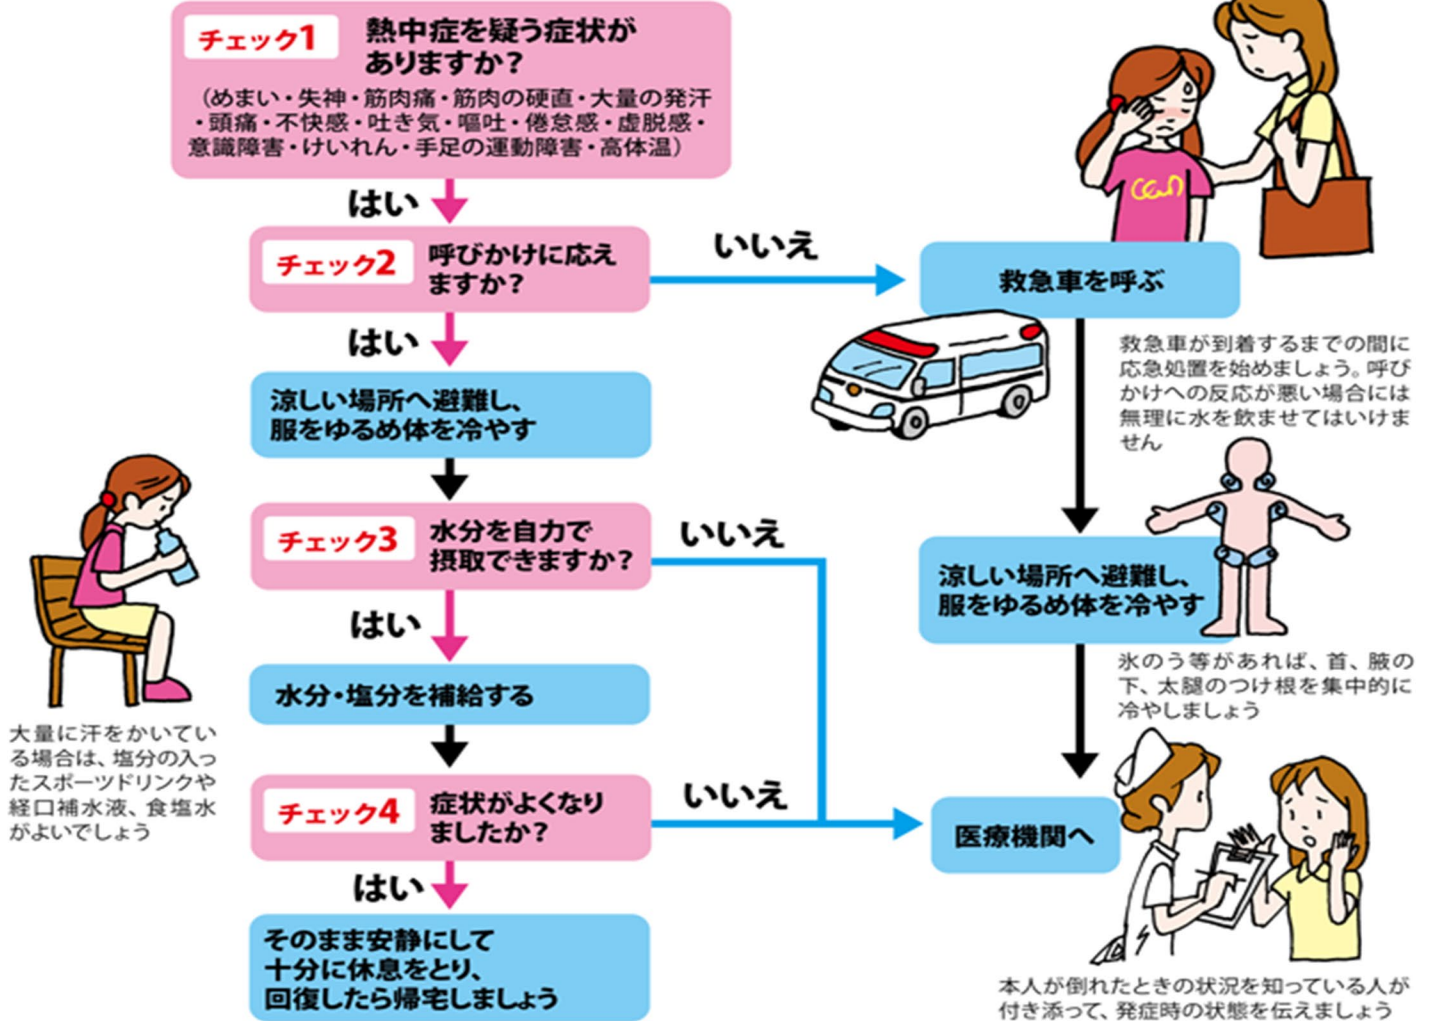 チェック1
熱中症を疑う症状が
ありますか?
(めまい・失神・筋肉痛・筋肉の硬直・大量の発汗
・頭痛・不快感・吐き気・嘔吐・倦怠感・虚脱感・
意識障害・けいれん・手足の運動障害・高体温)
はい
チェック2
呼びかけに応え
ますか?
いいえ
救急車を呼ぶ
救急車が到着するまでの間に
応急処置を始めましょう。呼び
かけへの反応が悪い場合には
無理に水を飲ませてはいけま
せん
はい
涼しい場所へ避難し、
服をゆるめ体を冷やす
チェック3
水分を自力で
摂取できますか?
いいえ
涼しい場所へ避難し、
服をゆるめ体を冷やす
氷のう等があれば、首、腋の
下、太腿のつけ根を集中的に
冷やしましょう
はい
水分・塩分を補給する
大量に汗をかいてい
る場合は、塩分の入っ
たスポーツドリンクや
経口補水液、食塩水
がよいでしょう
チェック4
症状がよくなり
ましたか?
いいえ
医療機関へ
はい
そのまま安静にして
十分に休息をとり、
回復したら帰宅しましょう
本人が倒れたときの状況を知っている人が
付き添って、発症時の状態を伝えましょう